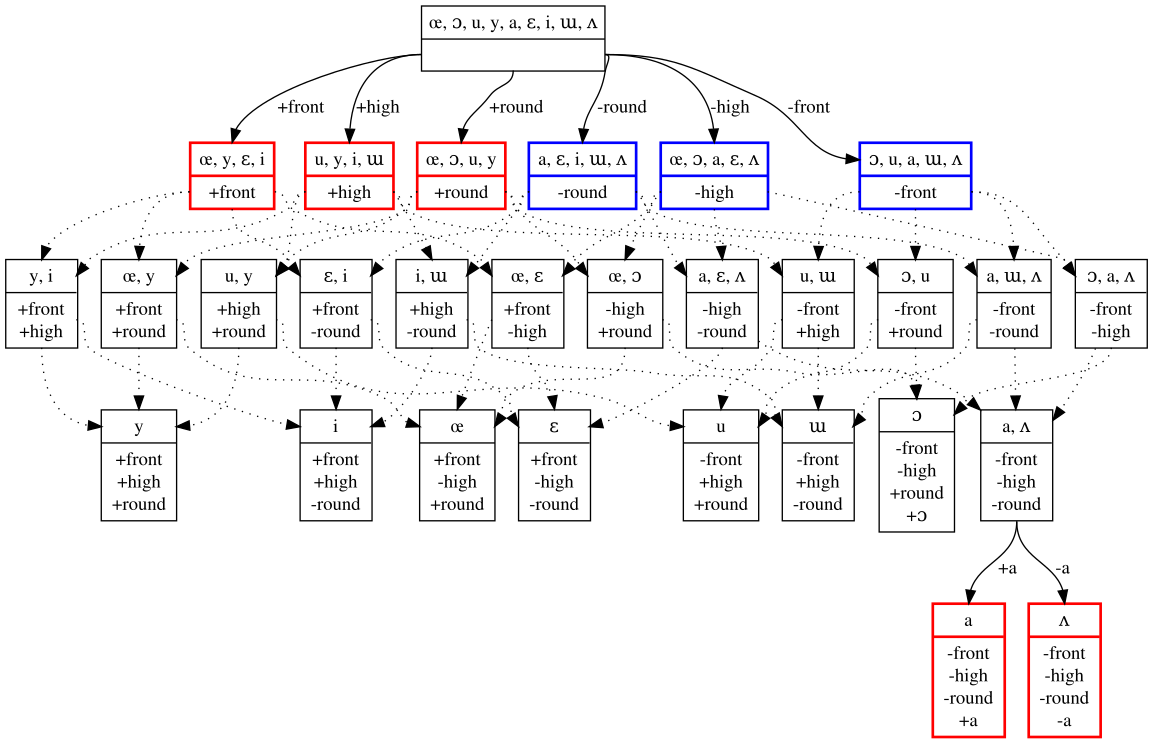 œ, ɔ, u, y, a, ɛ, i, ɯ, ʌ
+front
+high
+round
-round
-high
-front
œ, y, ɛ, i
+front
u, y, i, ɯ
+high
œ, ɔ, u, y
+round
a, ɛ, i, ɯ, ʌ
-round
œ, ɔ, a, ɛ, ʌ
-high
ɔ, u, a, ɯ, ʌ
-front
y, i
+front
+high
œ, y
+front
+round
u, y
+high
+round
ɛ, i
+front
-round
i, ɯ
+high
-round
œ, ɛ
+front
-high
œ, ɔ
-high
+round
a, ɛ, ʌ
-high
-round
u, ɯ
-front
+high
ɔ, u
-front
+round
a, ɯ, ʌ
-front
-round
ɔ, a, ʌ
-front
-high
y
+front
+high
+round
i
+front
+high
-round
œ
+front
-high
+round
ɛ
+front
-high
-round
u
-front
+high
+round
ɯ
-front
+high
-round
ɔ
-front
-high
+round
+ɔ
a, ʌ
-front
-high
-round
+a
-a
a
-front
-high
-round
+a
ʌ
-front
-high
-round
-a